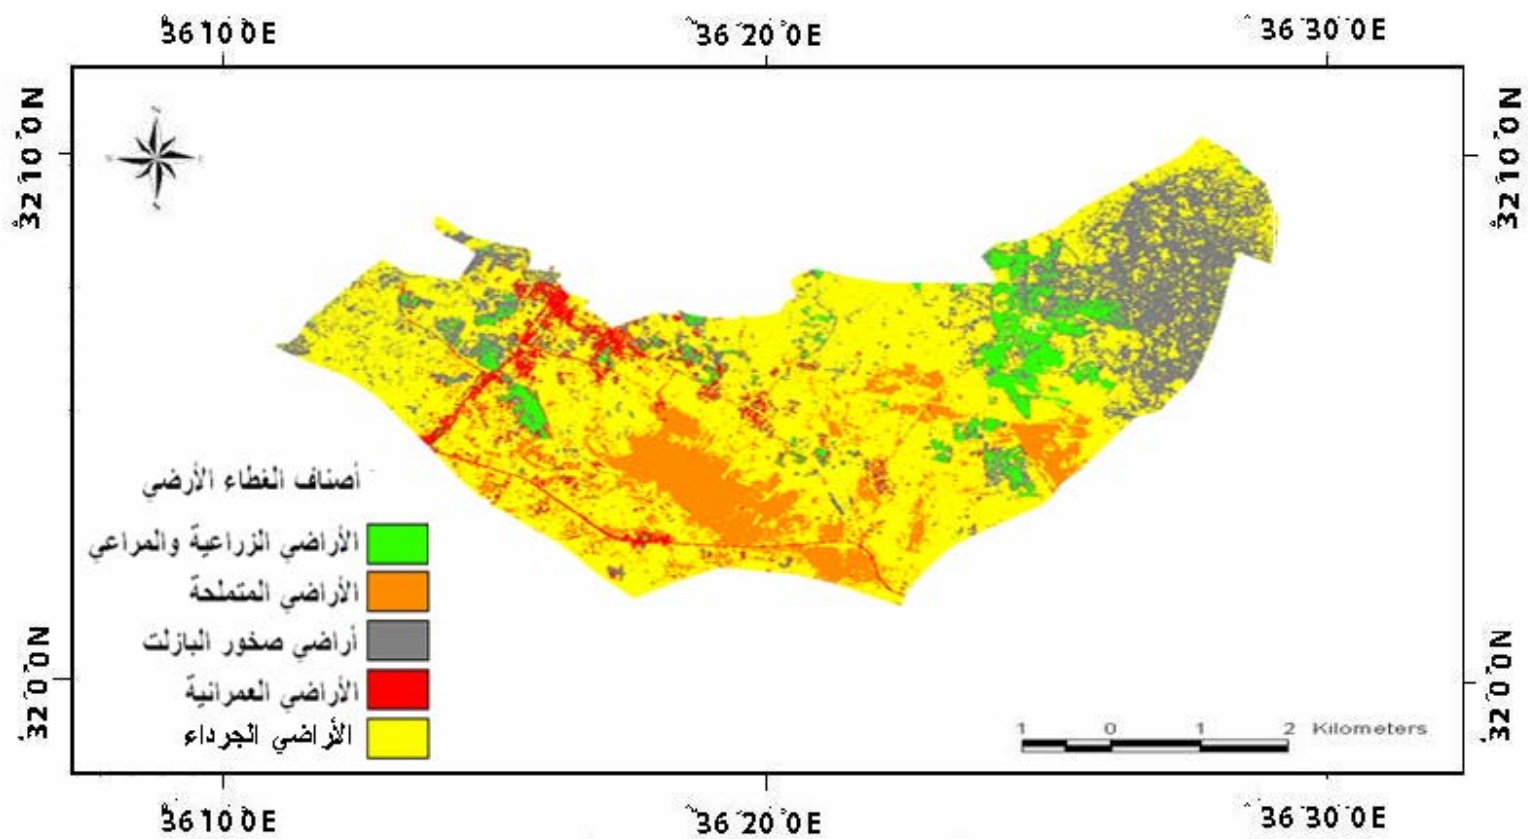 36°10'0"E
36°20'0"E
36°30'0"E
32°10'0"N
32°10'0"N
أصناف الغطاء الأرضي
الأراضي الزراعية والمراعي
الأراضي المتملحة
أراضي صخور البازلت
الأراضي العمرانية
الأراضي الجرداء
32°0'0"N
32°0'0"N
1 0 1 2 Kilometers
36°10'0"E
36°20'0"E
36°30'0"E